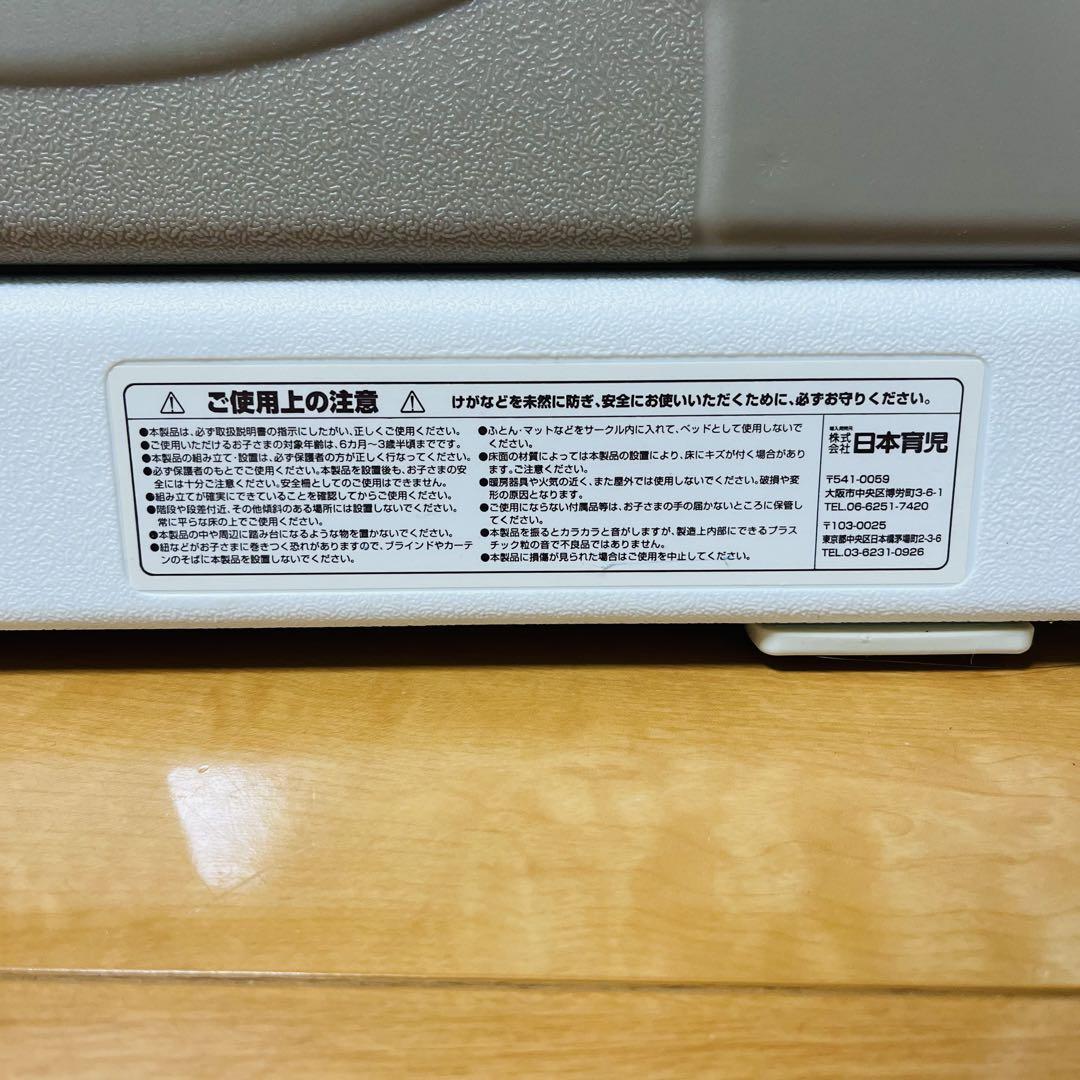 ⚠ ご使用上の注意 ⚠ けがなどを未然に防ぎ、安全にお使いいただくために、必ずお守りください。
●本製品は、必ず取扱説明書の指示にしたがい、正しくご使用ください。
●ご使用いただけるお子さまの対象年齢は、6カ月～3歳半頃までです。
●本製品の組み立て・設置は、必ず保護者の方が正しく行なってください。
●必ず保護者のもとでご使用ください。本製品を設置後も、お子さまの安
全には十分ご注意ください。安全柵としてのご使用はできません。
●組み立てが確実にできていることを確認してからご使用ください。
●階段や段差付近、その他傾斜のある場所には設置しないでください。
常に平らな床の上でご使用ください。
●本製品の中や周辺に踏み台になるような物を置かないでください。
●紐などがお子さまに巻きつく恐れがありますので、ブラインドやカーテ
ンのそばに本製品を設置しないでください。
●ふとん・マットなどをサークル内に入れて、ベッドとして使用しないで
ください。
●床面の材質によっては本製品の設置により、床にキズが付く場合があり
ます。ご注意ください。
●暖房器具や火気の近く、また屋外では使用しないでください。破損や変
形の原因となります。
●ご使用にならない付属品等は、お子さまの手の届かないところに保管し
てください。
●本製品を振るとカラカラと音がしますが、製造上内部にできるプラス
チック粒の音で不良品ではありません。
●本製品に損傷が見られた場合はご使用を中止してください。
株式会社 日本育児
〒541-0059
大阪市中央区博労町3-6-1
TEL.06-6251-7420
〒103-0025
東京都中央区日本橋茅場町2-3-6
TEL.03-6231-0926